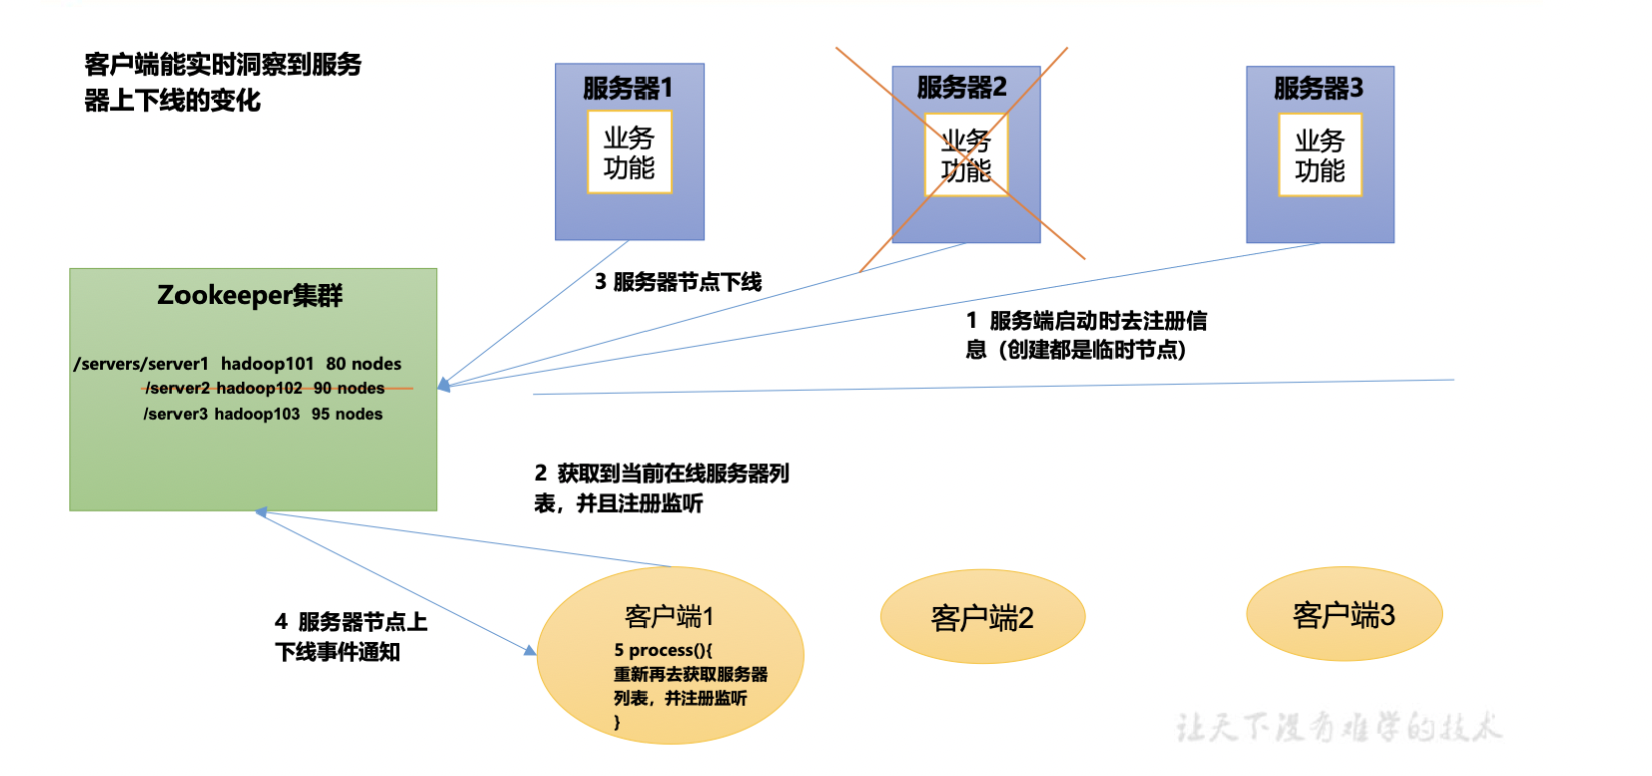 客户端能实时洞察到服务
器上下线的变化
服务器1
业务
功能
服务器2
业务
功能
服务器3
业务
功能
3 服务器节点下线
Zookeeper集群
1 服务端启动时去注册信
息（创建都是临时节点）
/servers/server1 hadoop101 80 nodes
/server2 hadoop102 90 nodes
/server3 hadoop103 95 nodes
2 获取到当前在线服务器列
表，并且注册监听
4 服务器节点上
下线事件通知
客户端1
5 process(){
重新再去获取服务器
列表，并注册监听
}
客户端2
客户端3
让天下没有难学的技术